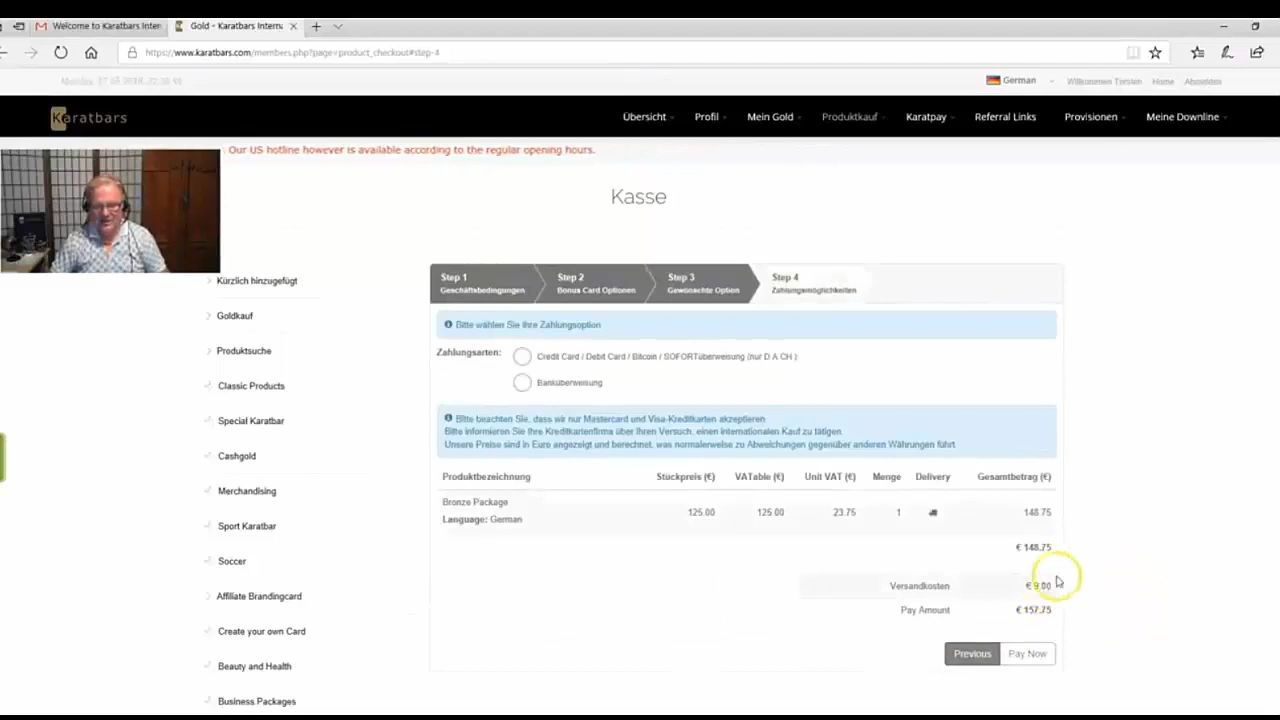 Welcome to Karatbars Inter
Gold - Karatbars Interna
https://www.karatbars.com/members.php?page=product_checkout#step-4
German
Willkommen Torsten
Home
Abmelden
Karatbars
Übersicht
Profil
Mein Gold
Produktkauf
Karatpay
Referral Links
Provisionen
Meine Downline
. Our US hotline however is available according to the regular opening hours.
Kasse
Kürzlich hinzugefügt
Goldkauf
Produktsuche
Classic Products
Special Karatbar
Cashgold
Merchandising
Sport Karatbar
Soccer
Affiliate Brandingcard
Create your own Card
Beauty and Health
Business Packages
Step 1
Geschäftsbedingungen
Step 2
Bonus Card Optionen
Step 3
Gewünschte Option
Step 4
Zahlungsmöglichkeiten
Bitte wählen Sie Ihre Zahlungsoption
Zahlungsarten:
Credit Card / Debit Card / Bitcoin / SOFORTüberweisung (nur D A CH )
Banküberweisung
Bitte beachten Sie, dass wir nur Mastercard und Visa-Kreditkarten akzeptieren
Bitte informieren Sie Ihre Kreditkartenfirma über Ihren Versuch, einen internationalen Kauf zu tätigen.
Unsere Preise sind in Euro angezeigt und berechnet, was normalerweise zu Abweichungen gegenüber anderen Währungen führt.
Produktbezeichnung Stückpreis (€) VATable (€) Unit VAT (€) Menge Delivery Gesamtbetrag (€)
Bronze Package
Language: German
125.00 125.00 23.75 1 148.75
€ 148.75
Versandkosten € 9.00
Pay Amount € 157.75
Previous Pay Now